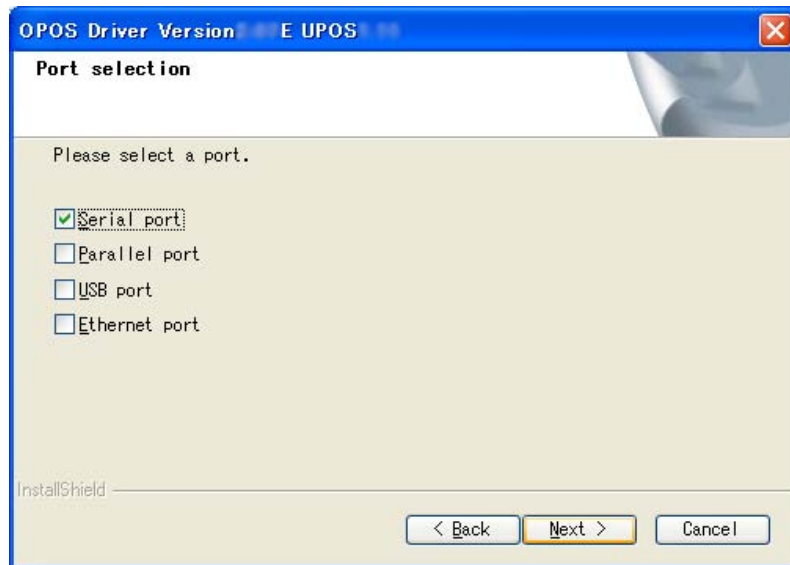 OPOS Driver Version E UPOS
Port selection
Please select a port.
Serial port
Parallel port
USB port
Ethernet port
InstallShield
< Back Next > Cancel